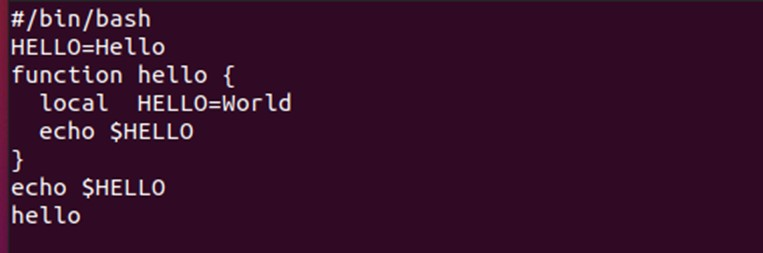 #/bin/bash
HELLO=Hello
function hello {
  local  HELLO=World
  echo $HELLO
}
echo $HELLO
hello